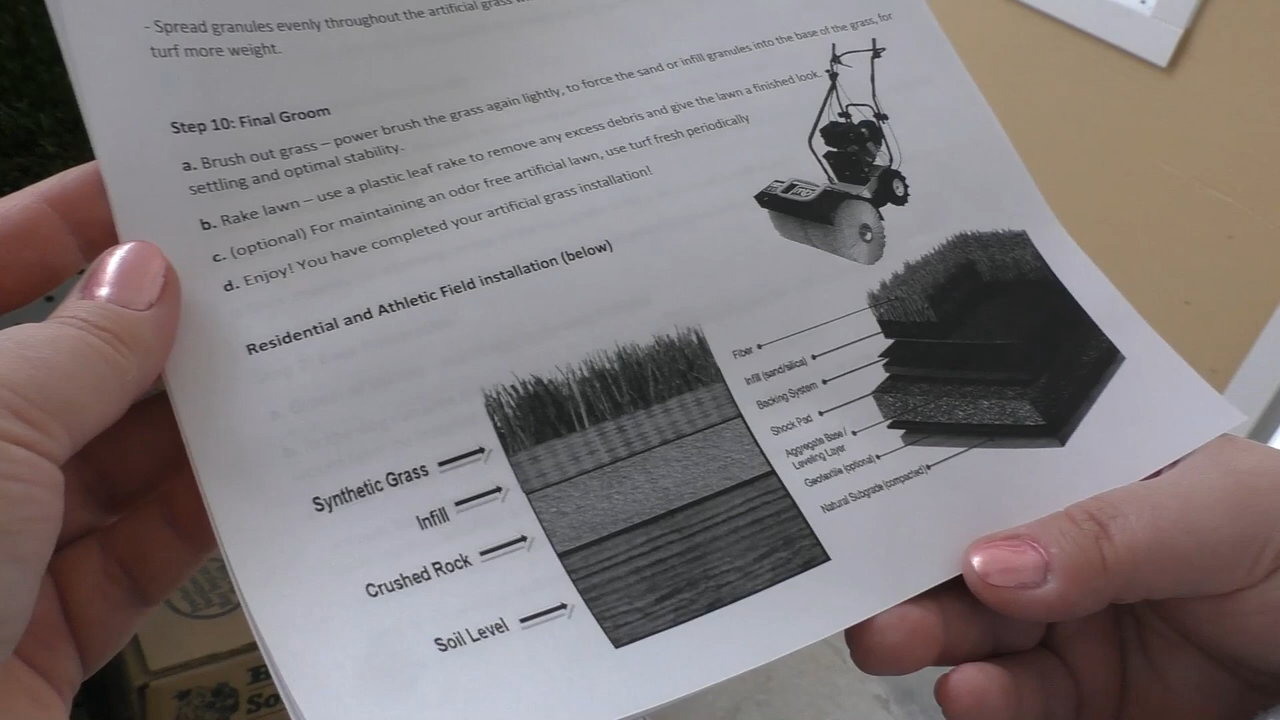 - Spread granules evenly throughout the artificial grass
turf more weight.
Step 10: Final Groom
a. Brush out grass – power brush the grass again lightly, to force the sand or infill granules into the base of the grass, for
settling and optimal stability.
b. Rake lawn – use a plastic leaf rake to remove any excess debris and give the lawn a finished look.
c. (optional) For maintaining an odor free artificial lawn, use turf fresh periodically
d. Enjoy! You have completed your artificial grass installation!
Residential and Athletic Field installation (below)
Synthetic Grass
Infill
Crushed Rock
Soil Level
Fiber
Infill (sand/silica)
Backing System
Shock Pad
Aggregate Base /
Leveling Layer
Geotextile (optional)
Natural Subgrade (compacted)